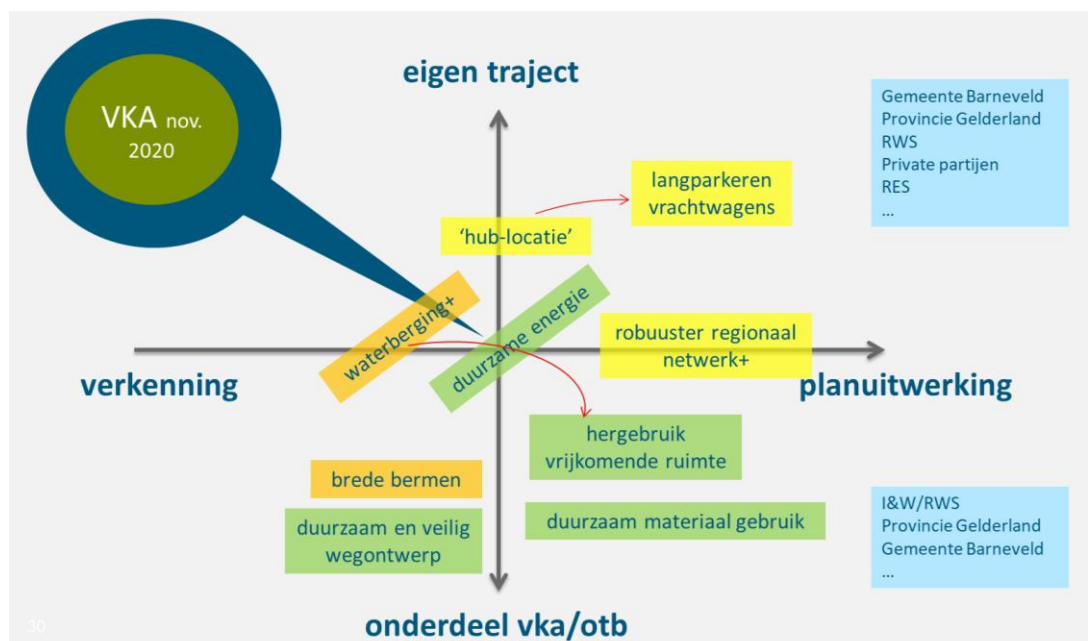 VKA nov.
2020
eigen traject
Gemeente Barneveld
Provincie Gelderland
RWS
Private partijen
RES
...
langparkeren
vrachtwagens
'hub-locatie'
waterberging+
duurzame energie
robuuster regionaal
netwerk+
verkenning
planuitwerking
hergebruik
vrijkomende ruimte
brede bermen
duurzaam en veilig
wegontwerp
duurzaam materiaal gebruik
I&W/RWS
Provincie Gelderland
Gemeente Barneveld
...
onderdeel vka/otb
30